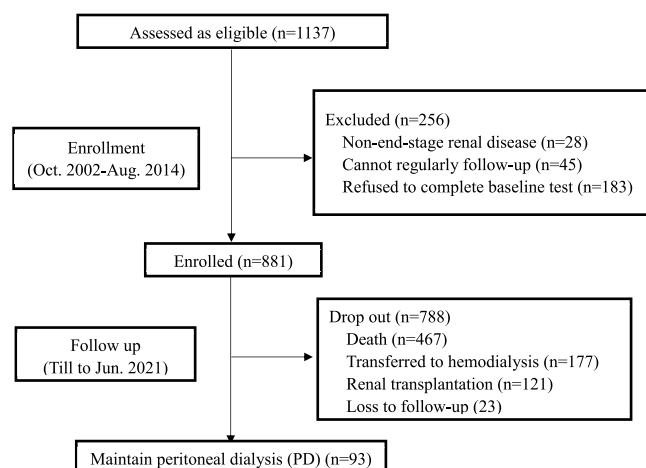 Assessed as eligible (n=1137)
Enrollment
(Oct. 2002-Aug. 2014)
Excluded (n=256)
Non-end-stage renal disease (n=28)
Cannot regularly follow-up (n=45)
Refused to complete baseline test (n=183)
Enrolled (n=881)
Follow up
(Till to Jun. 2021)
Drop out (n=788)
Death (n=467)
Transferred to hemodialysis (n=177)
Renal transplantation (n=121)
Loss to follow-up (23)
Maintain peritoneal dialysis (PD) (n=93)